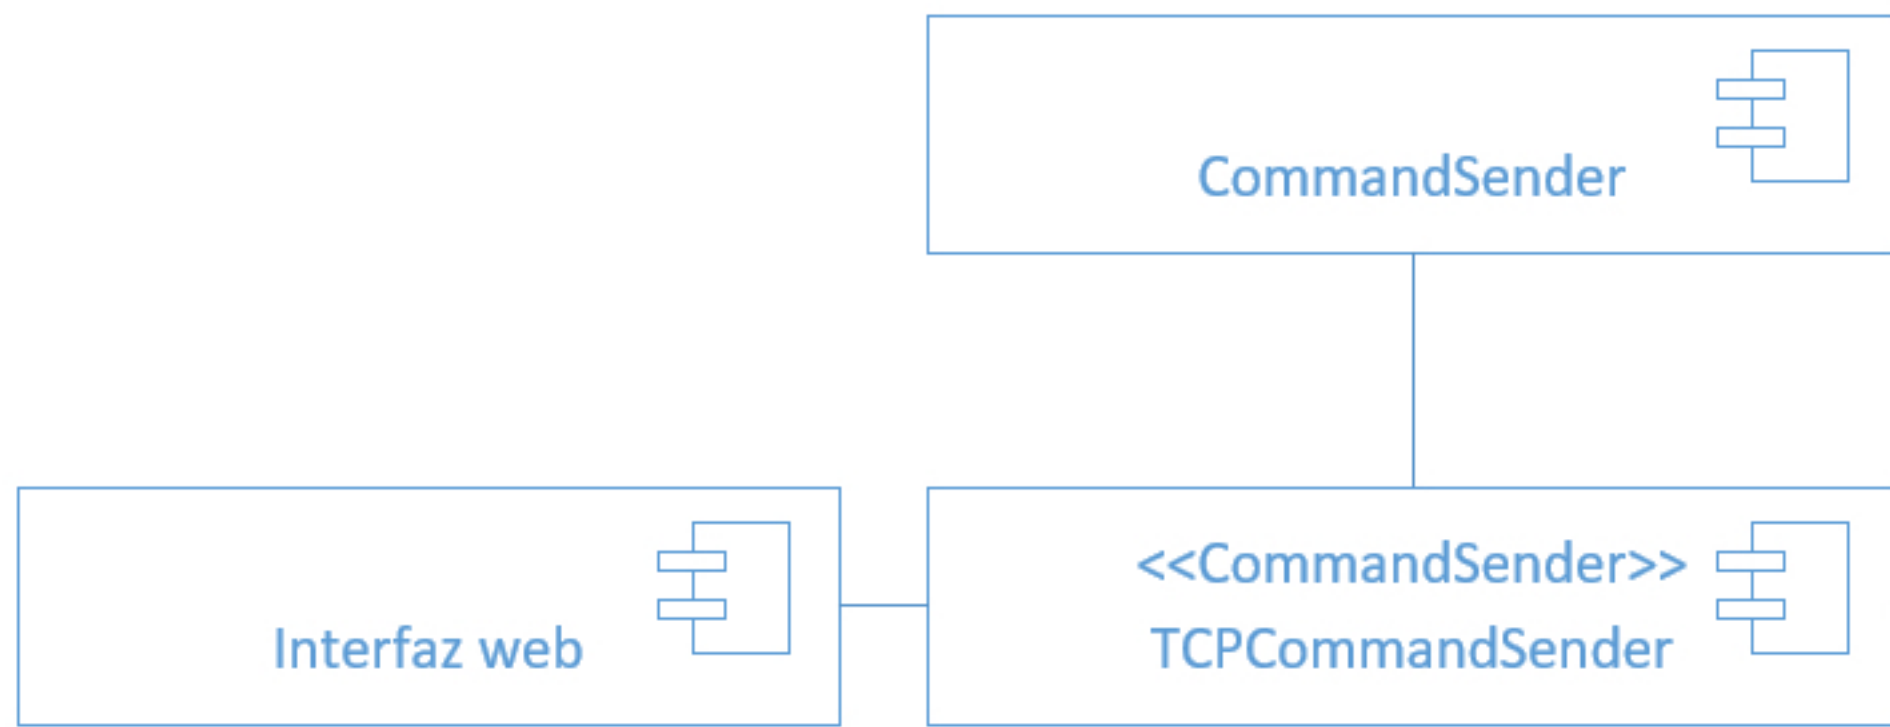 CommandSender
Interfaz web
<<CommandSender>>
TCPCommandSender